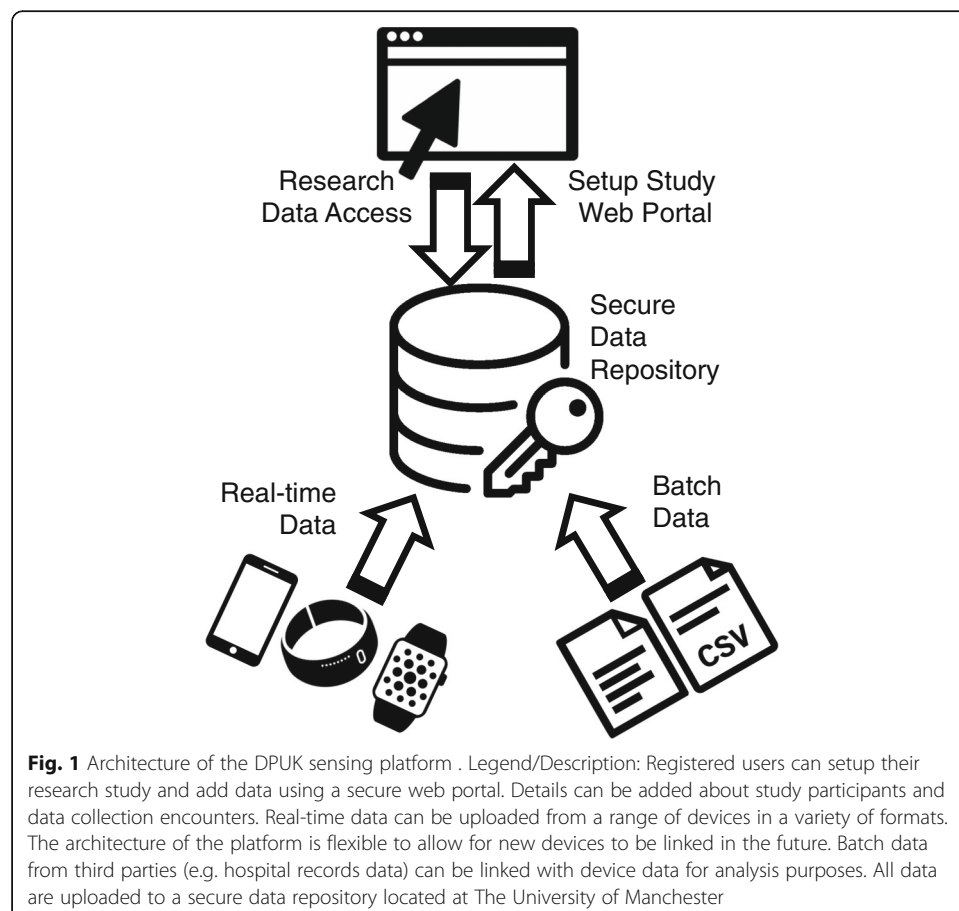 Research
Data Access
Setup Study
Web Portal
Secure
Data
Repository
Real-time
Data
Batch
Data
CSV
Fig. 1 Architecture of the DPUK sensing platform . Legend/Description: Registered users can setup their
research study and add data using a secure web portal. Details can be added about study participants and
data collection encounters. Real-time data can be uploaded from a range of devices in a variety of formats.
The architecture of the platform is flexible to allow for new devices to be linked in the future. Batch data
from third parties (e.g. hospital records data) can be linked with device data for analysis purposes. All data
are uploaded to a secure data repository located at The University of Manchester